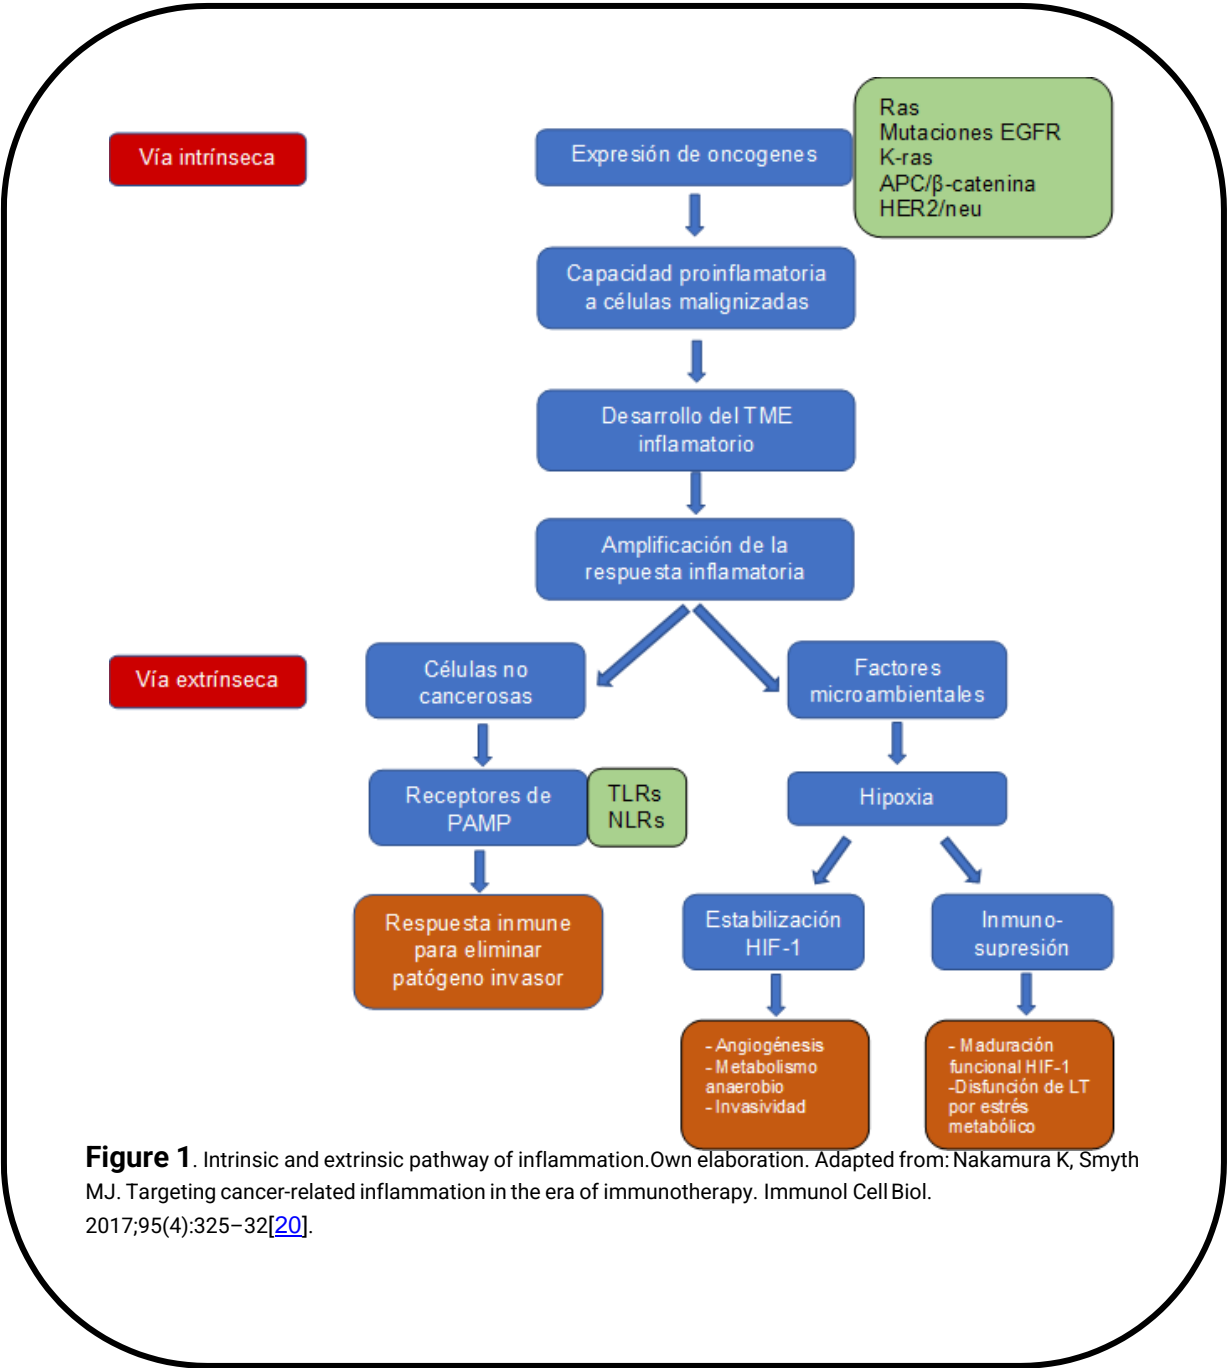 Vía intrínseca
Expresión de oncogenes
Ras
Mutaciones EGFR
K-ras
APC/β-catenina
HER2/neu
Capacidad proinflamatoria
a células malignizadas
Desarrollo del TME
inflamatorio
Amplificación de la
respuesta inflamatoria
Vía extrínseca
Células no
cancerosas
Factores
microambientales
Receptores de
PAMP
TLRs
NLRs
Hipoxia
Respuesta inmune
para eliminar
patógeno invasor
Estabilización
HIF-1
Inmuno-
supresión
- Angiogénesis
- Metabolismo
anaerobio
- Invasividad
- Maduración
funcional HIF-1
-Disfunción de LT
por estrés
metabólico
Figure 1. Intrinsic and extrinsic pathway of inflammation.Own elaboration. Adapted from: Nakamura K, Smyth
MJ. Targeting cancer-related inflammation in the era of immunotherapy. Immunol Cell Biol.
2017;95(4):325–32[20].